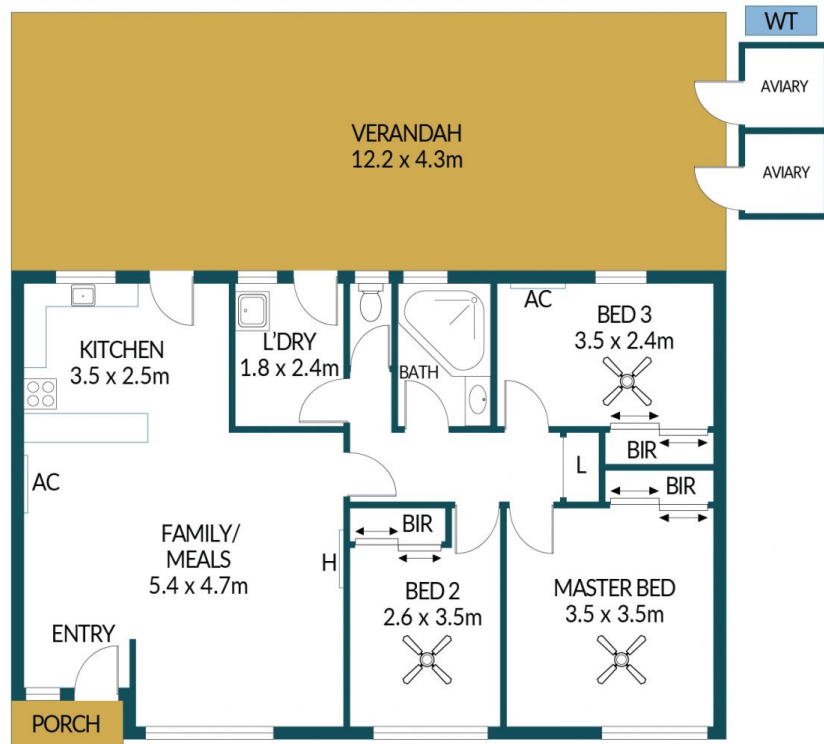 WT
AVIARY
VERANDAH
12.2 x 4.3m
AVIARY
AC
BED 3
3.5 x 2.4m
KITCHEN
3.5 x 2.5m
L'DRY
1.8 x 2.4m
BATH
BIR
L
BIR
AC
BIR
FAMILY/
MEALS
5.4 x 4.7m
H
BED 2
2.6 x 3.5m
MASTER BED
3.5 x 3.5m
ENTRY
PORCH